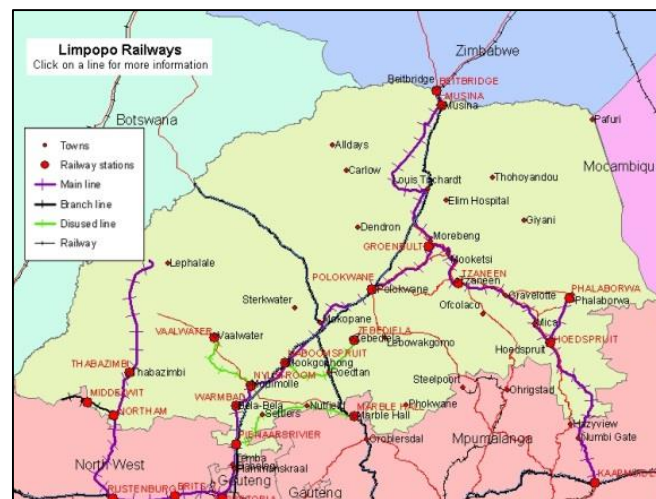 Limpopo Railways
Click on a line for more information
Zimbabwe
Beitbridge
BEITBRIDGE
MUSINA
Musina
Botswana
Pafuri
Towns
Railway stations
Main line
Branch line
Disused line
Railway
Alldays
Carlow
Mocambiqu
Louis Trichardt
Thohoyandou
Elim Hospital
Giyani
Dendron
Morebeng
GROENBULT
Mooketsi
Lephalale
TZANEEN
Tzaneen
POLOKWANE
Polokwane
PHALABORWA
Phalaborwa
Gravelotte
Ofcolaco
Sterkwater
Mica
Mokopane
VAALWATER
Vaalwater
ZEBEDIELA
Zebediela
Lebowakgomo
HOEDSPRUIT
Hoedspruit
Mookgophong
THABAZIMBI
Thabazimbi
Roedtan
Modimolle
Steelpoort
Ohrigstad
MIDDELWIT
NORTHAM
WARMBAD
Bela-Bela
Settlers
Nutfield
MARBLE HALL
Marble Hall
Phokwane
Hazyview
Numbi Gate
PIENAARSRIVIER
Groblersdal
Mpumalanga
North West
Temba
Hammanskraal
Gauteng
RUSTENBURG
BRITS